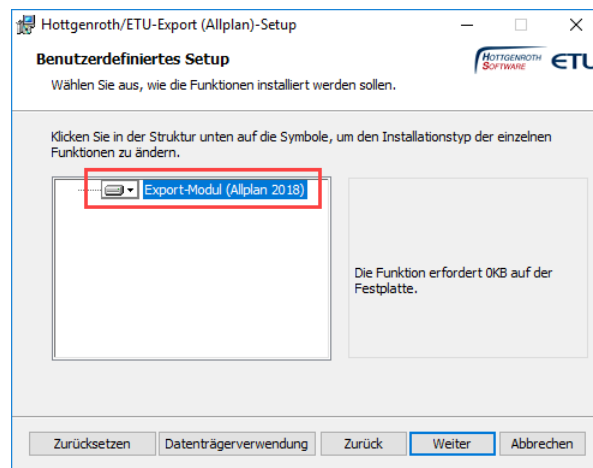 Hottgenroth/ETU-Export (Allplan)-Setup
Benutzerdefiniertes Setup
HOTTGENROTH
SOFTWARE
ETU
Wählen Sie aus, wie die Funktionen installiert werden sollen.
Klicken Sie in der Struktur unten auf die Symbole, um den Installationstyp der einzelnen
Funktionen zu ändern.
Export-Modul (Allplan 2018)
Die Funktion erfordert 0KB auf der
Festplatte.
Zurücksetzen Datenträgerverwendung Zurück Weiter Abbrechen